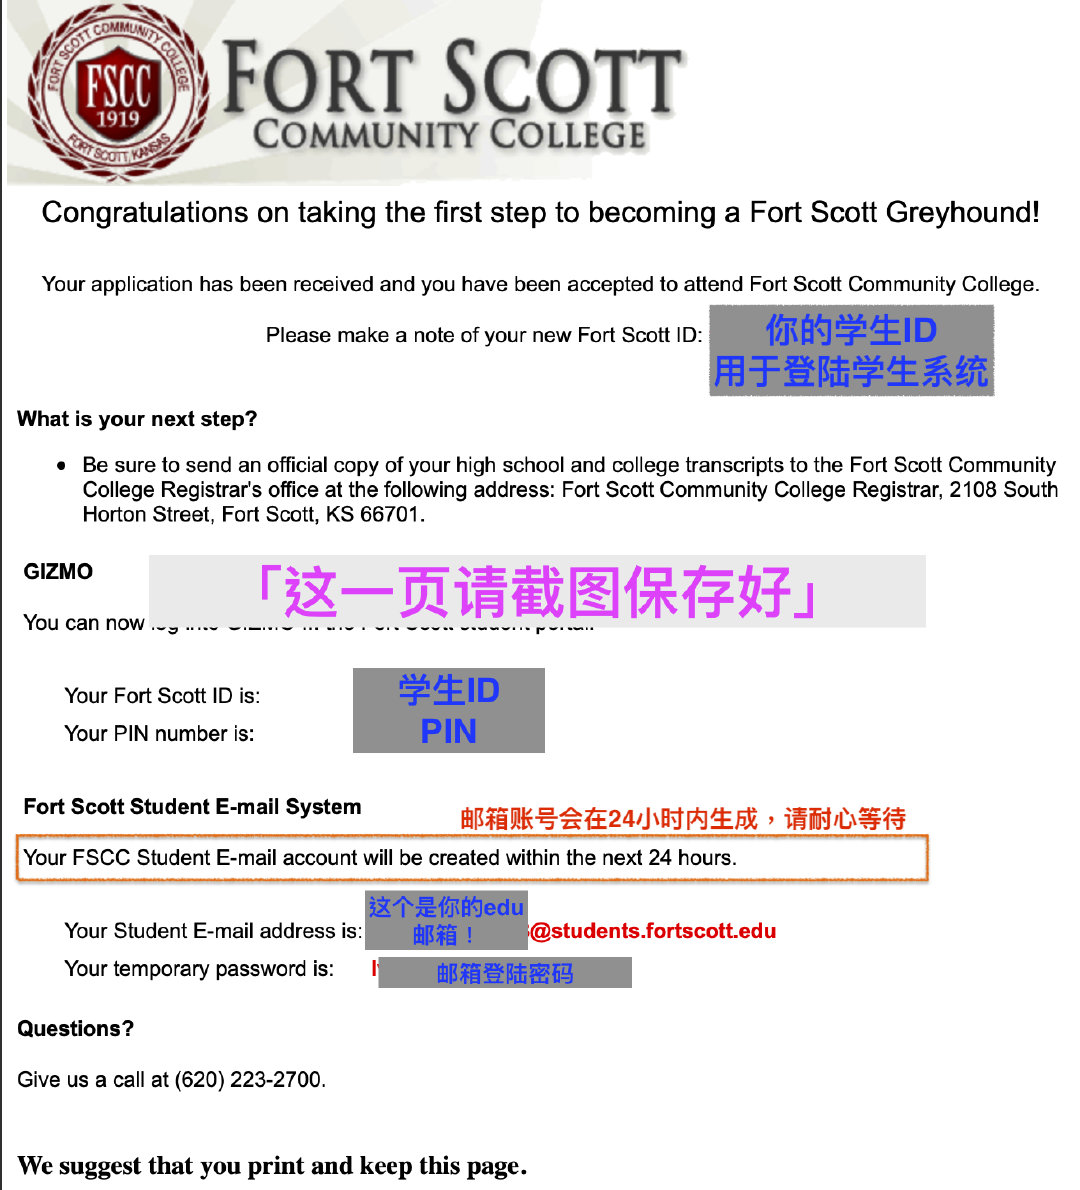 FORT SCOTT COMMUNITY COLLEGE
FSCC
1919
FORT SCOTT, KANSAS
FORT SCOTT
COMMUNITY COLLEGE
Congratulations on taking the first step to becoming a Fort Scott Greyhound!
Your application has been received and you have been accepted to attend Fort Scott Community College.
Please make a note of your new Fort Scott ID: 你的学生ID
用于登陆学生系统
What is your next step?
• Be sure to send an official copy of your high school and college transcripts to the Fort Scott Community
College Registrar's office at the following address: Fort Scott Community College Registrar, 2108 South
Horton Street, Fort Scott, KS 66701.
GIZMO
「这一页请截图保存好」
You can now log into GIZMO the Fort Scott student portal.
Your Fort Scott ID is: 学生ID
Your PIN number is: PIN
Fort Scott Student E-mail System
邮箱账号会在24小时内生成，请耐心等待
Your FSCC Student E-mail account will be created within the next 24 hours.
这个是你的edu
邮箱！
Your Student E-mail address is: @students.fortscott.edu
Your temporary password is: 邮箱登陆密码
Questions?
Give us a call at (620) 223-2700.
We suggest that you print and keep this page.